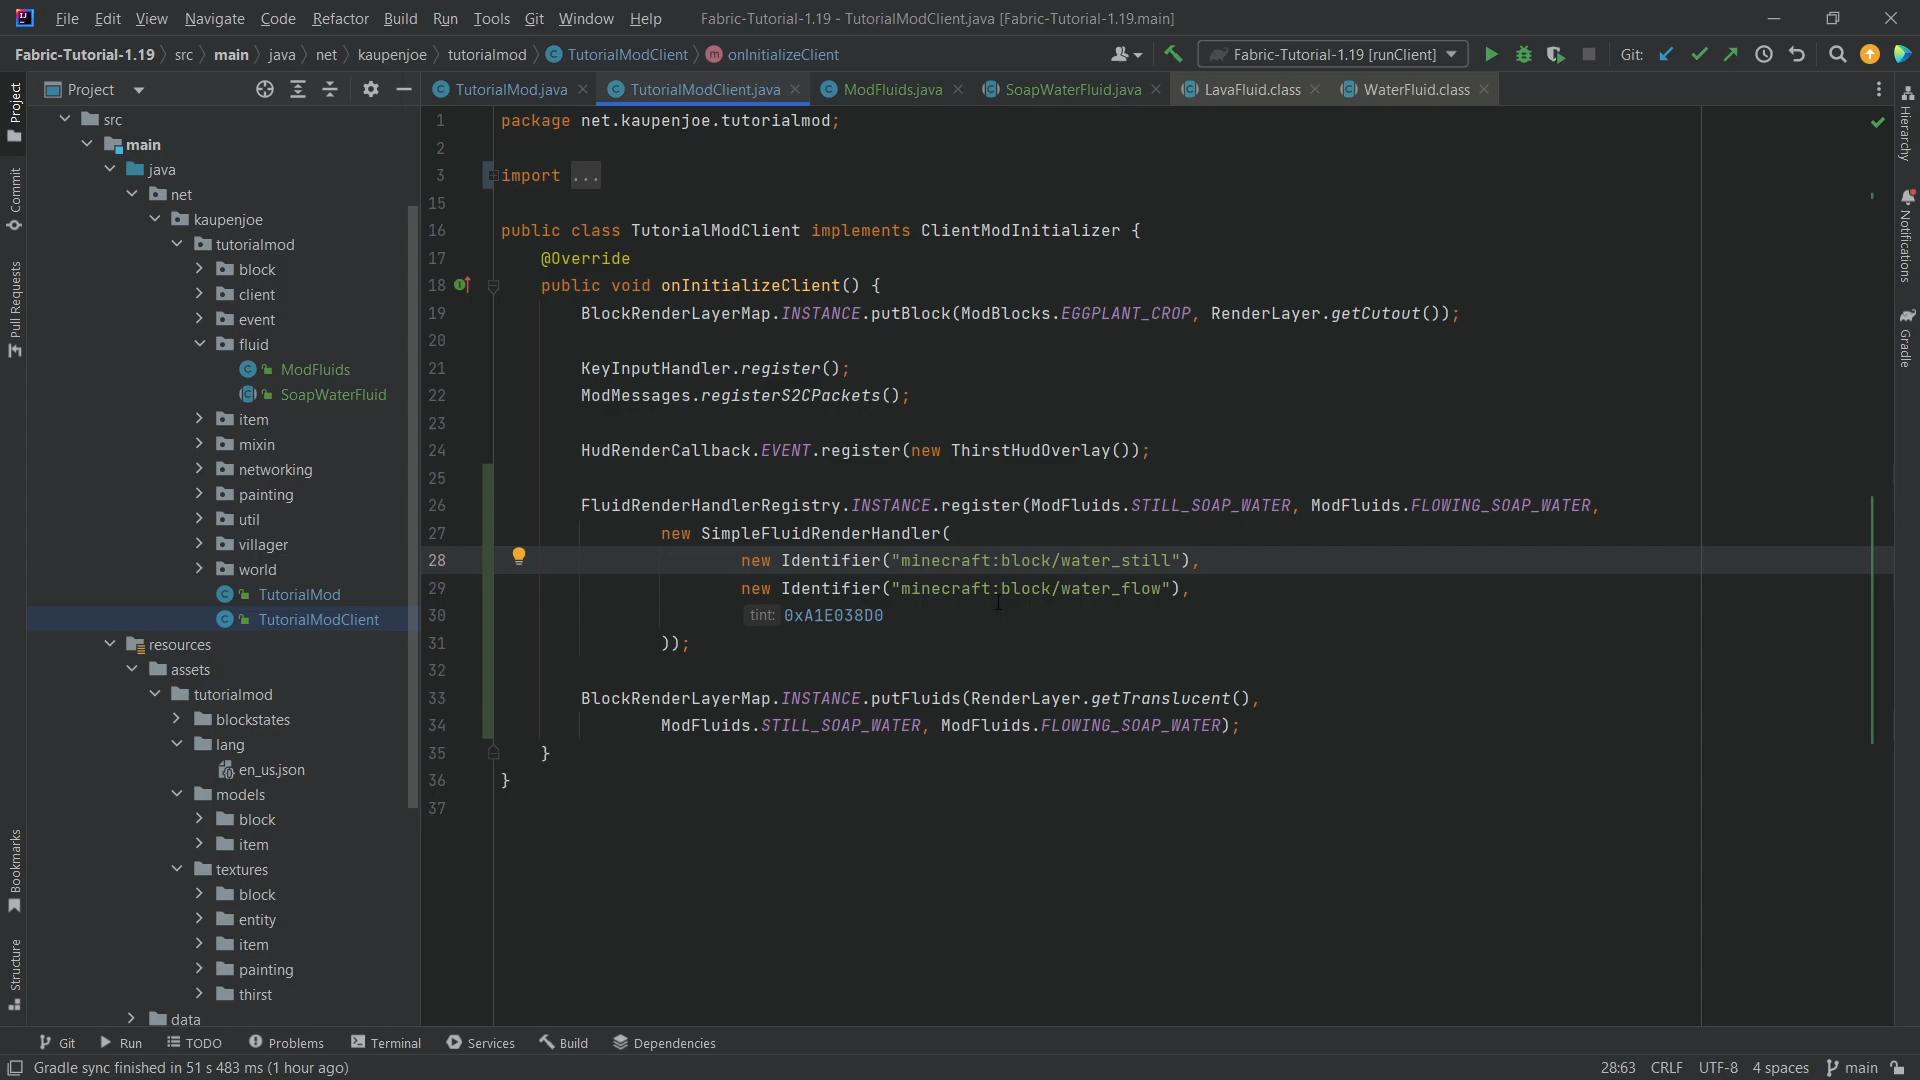 File Edit View Navigate Code Refactor Build Run Tools Git Window Help Fabric-Tutorial-1.19 - TutorialModClient.java [Fabric-Tutorial-1.19.main]
Fabric-Tutorial-1.19 src main java net kaupenjoe tutorialmod TutorialModClient onInitializeClient Fabric-Tutorial-1.19 [runClient] Git:
Project TutorialMod.java TutorialModClient.java ModFluids.java SoapWaterFluid.java LavaFluid.class WaterFluid.class
Project
Commit
Pull Requests
Bookmarks
Structure
src
main
java
net
kaupenjoe
tutorialmod
block
client
event
fluid
ModFluids
SoapWaterFluid
item
mixin
networking
painting
util
villager
world
TutorialMod
TutorialModClient
resources
assets
tutorialmod
blockstates
lang
en_us.json
models
block
item
textures
block
entity
item
painting
thirst
data
1 package net.kaupenjoe.tutorialmod;
2
3 import ...
15
16 public class TutorialModClient implements ClientModInitializer {
17 @Override
18 public void onInitializeClient() {
19 BlockRenderLayerMap.INSTANCE.putBlock(ModBlocks.EGGPLANT_CROP, RenderLayer.getCutout());
20
21 KeyInputHandler.register();
22 ModMessages.registerS2CPackets();
23
24 HudRenderCallback.EVENT.register(new ThirstHudOverlay());
25
26 FluidRenderHandlerRegistry.INSTANCE.register(ModFluids.STILL_SOAP_WATER, ModFluids.FLOWING_SOAP_WATER,
27 new SimpleFluidRenderHandler(
28 new Identifier("minecraft:block/water_still"),
29 new Identifier("minecraft:block/water_flow"),
30 tint: 0xA1E038D0
31 ));
32
33 BlockRenderLayerMap.INSTANCE.putFluids(RenderLayer.getTranslucent(),
34 ModFluids.STILL_SOAP_WATER, ModFluids.FLOWING_SOAP_WATER);
35 }
36 }
37
Hierarchy
Notifications
Gradle
Git Run TODO Problems Terminal Services Build Dependencies
Gradle sync finished in 51 s 483 ms (1 hour ago) 28:63 CRLF UTF-8 4 spaces main